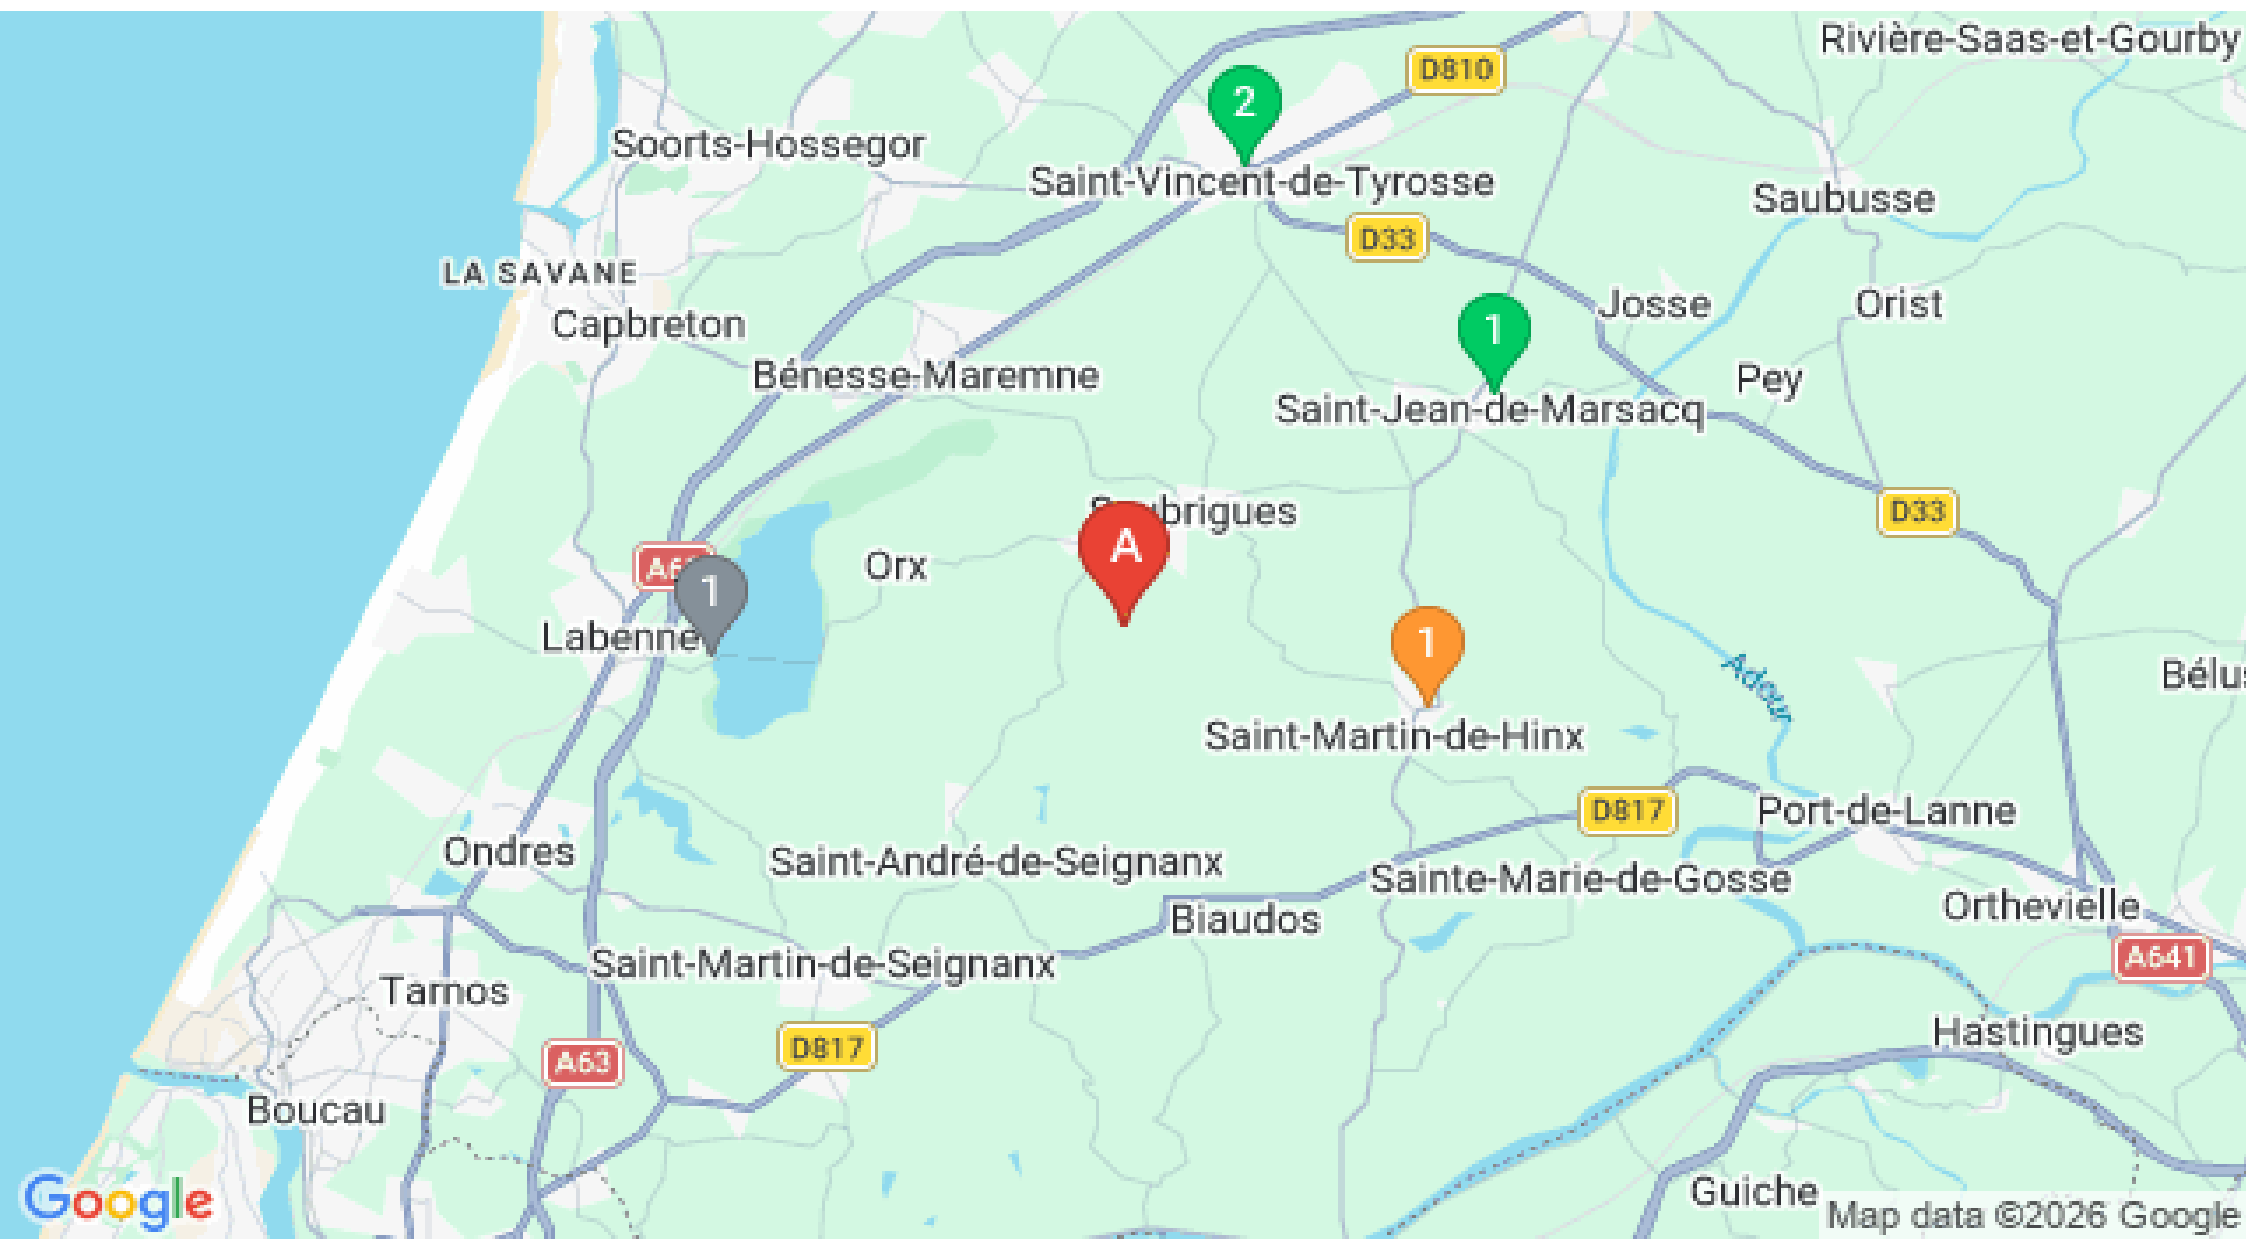 Rivière-Saas-et-Gourby
D810
2
Soorts-Hossegor
Saint-Vincent-de-Tyrosse
Saubusse
D33
LA SAVANE
Josse
Orist
Capbreton
1
Bénesse-Maremne
Pey
Saint-Jean-de-Marsacq
D33
A
Orx
1
Labenne
1
Adour
Bélus
Saint-Martin-de-Hinx
D817
Port-de-Lanne
Ondres
Saint-André-de-Seignanx
Sainte-Marie-de-Gosse
Orthevielle
Biaudos
Saint-Martin-de-Seignanx
A641
Tarnos
Hastingues
D817
A63
Boucau
Guiche
Google
Map data ©2026 Google